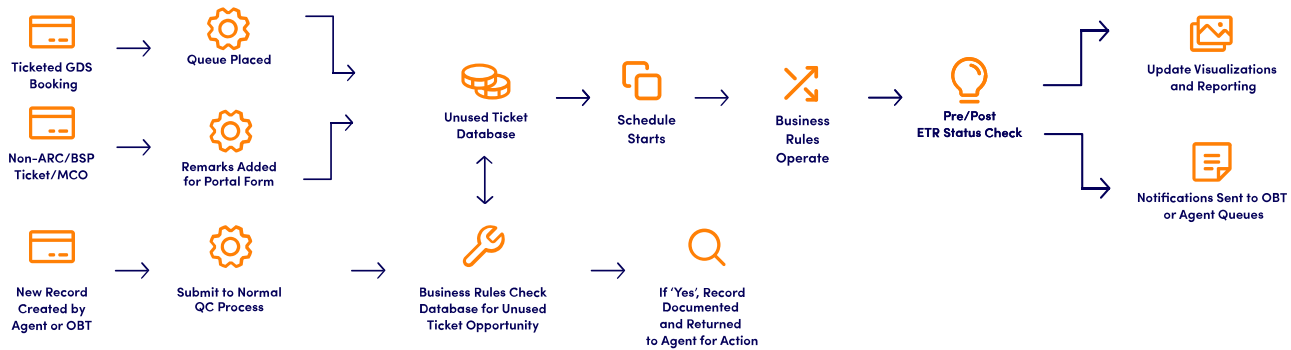 Ticketed GDS
Booking
Queue Placed
Non-ARC/BSP
Ticket/MCO
Remarks Added
for Portal Form
Unused Ticket
Database
Schedule
Starts
Business
Rules
Operate
Pre/Post
ETR Status Check
Update Visualizations
and Reporting
Notifications Sent to OBT
or Agent Queues
New Record
Created by
Agent or OBT
Submit to Normal
QC Process
Business Rules Check
Database for Unused
Ticket Opportunity
If ‘Yes’, Record
Documented
and Returned
to Agent for Action